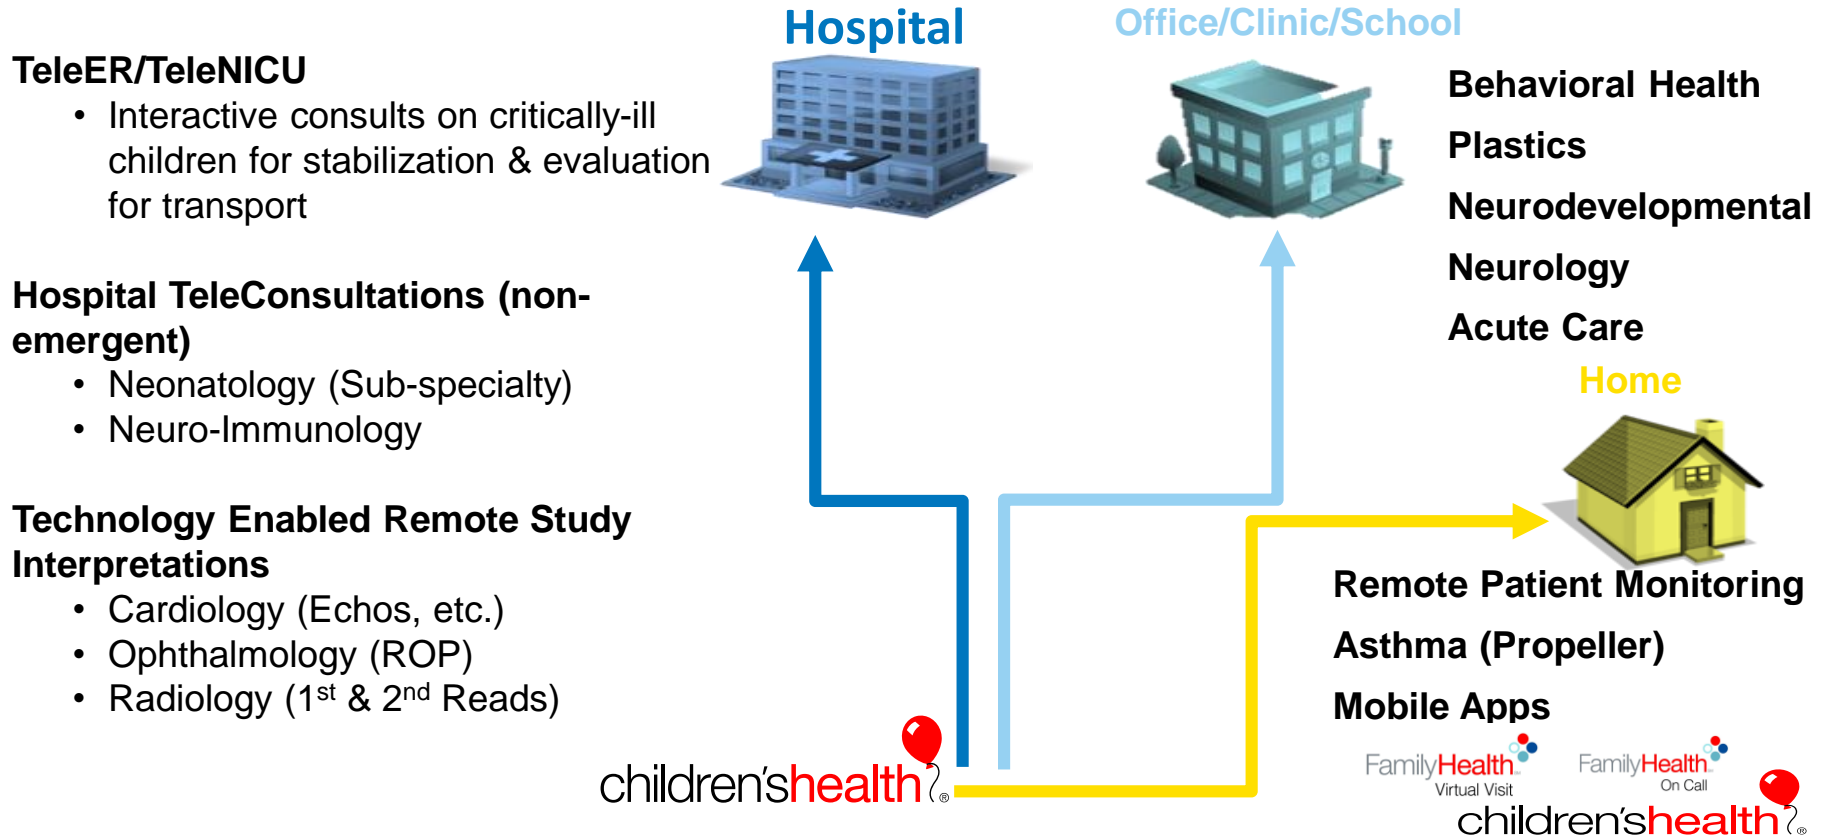 Hospital
Office/Clinic/School
TeleER/TeleNICU
• Interactive consults on critically-ill
children for stabilization & evaluation
for transport
Hospital TeleConsultations (non-
emergent)
• Neonatology (Sub-specialty)
• Neuro-Immunology
Technology Enabled Remote Study
Interpretations
• Cardiology (Echos, etc.)
• Ophthalmology (ROP)
• Radiology (1st & 2nd Reads)
Behavioral Health
Plastics
Neurodevelopmental
Neurology
Acute Care
Home
Remote Patient Monitoring
Asthma (Propeller)
Mobile Apps
FamilyHealth℠
Virtual Visit
FamilyHealth℠
On Call
children'shealth®
children'shealth®